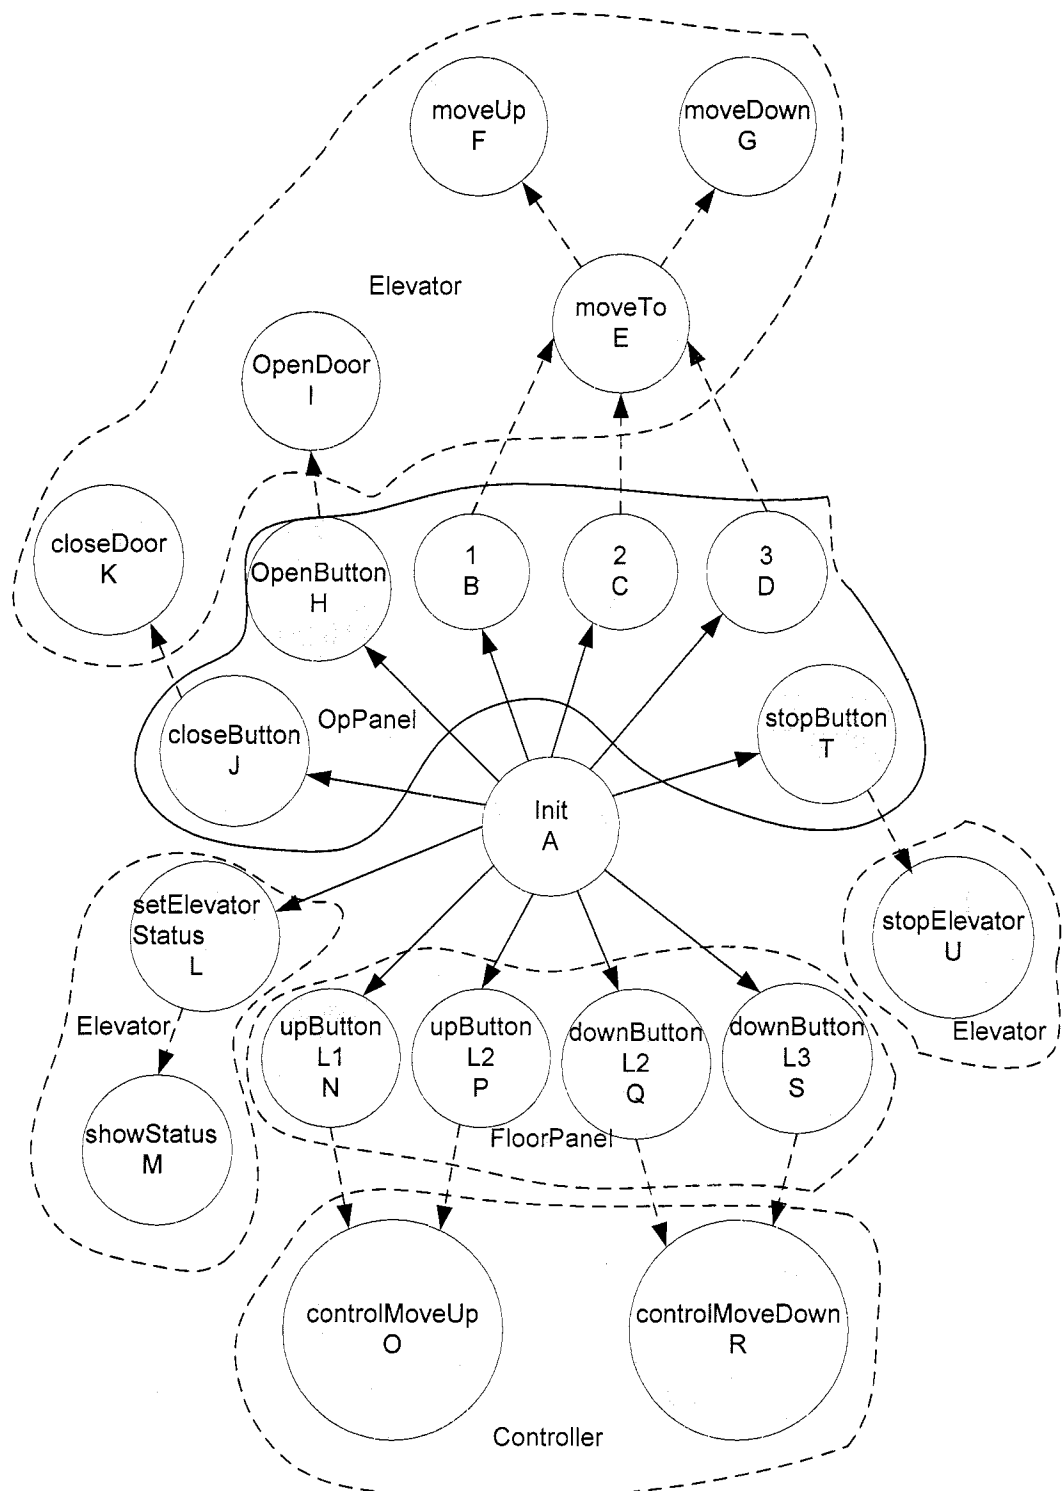 moveUp
F
moveDown
G
Elevator
moveTo
E
OpenDoor
I
closeDoor
K
OpenButton
H
1
B
2
C
3
D
OpPanel
closeButton
J
stopButton
T
Init
A
setElevator
Status
L
stopElevator
U
Elevator
Elevator
upButton
L1
N
upButton
L2
P
downButton
L2
Q
downButton
L3
S
FloorPanel
showStatus
M
controlMoveUp
O
controlMoveDown
R
Controller